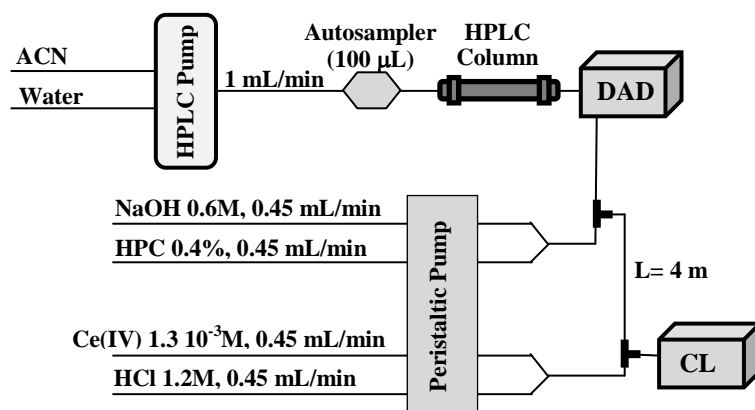 ACN
Water
HPLC Pump
1 mL/min
Autosampler
(100 µL)
HPLC
Column
DAD
NaOH 0.6M, 0.45 mL/min
HPC 0.4%, 0.45 mL/min
Peristaltic Pump
L= 4 m
Ce(IV) 1.3 10⁻³M, 0.45 mL/min
HCl 1.2M, 0.45 mL/min
CL